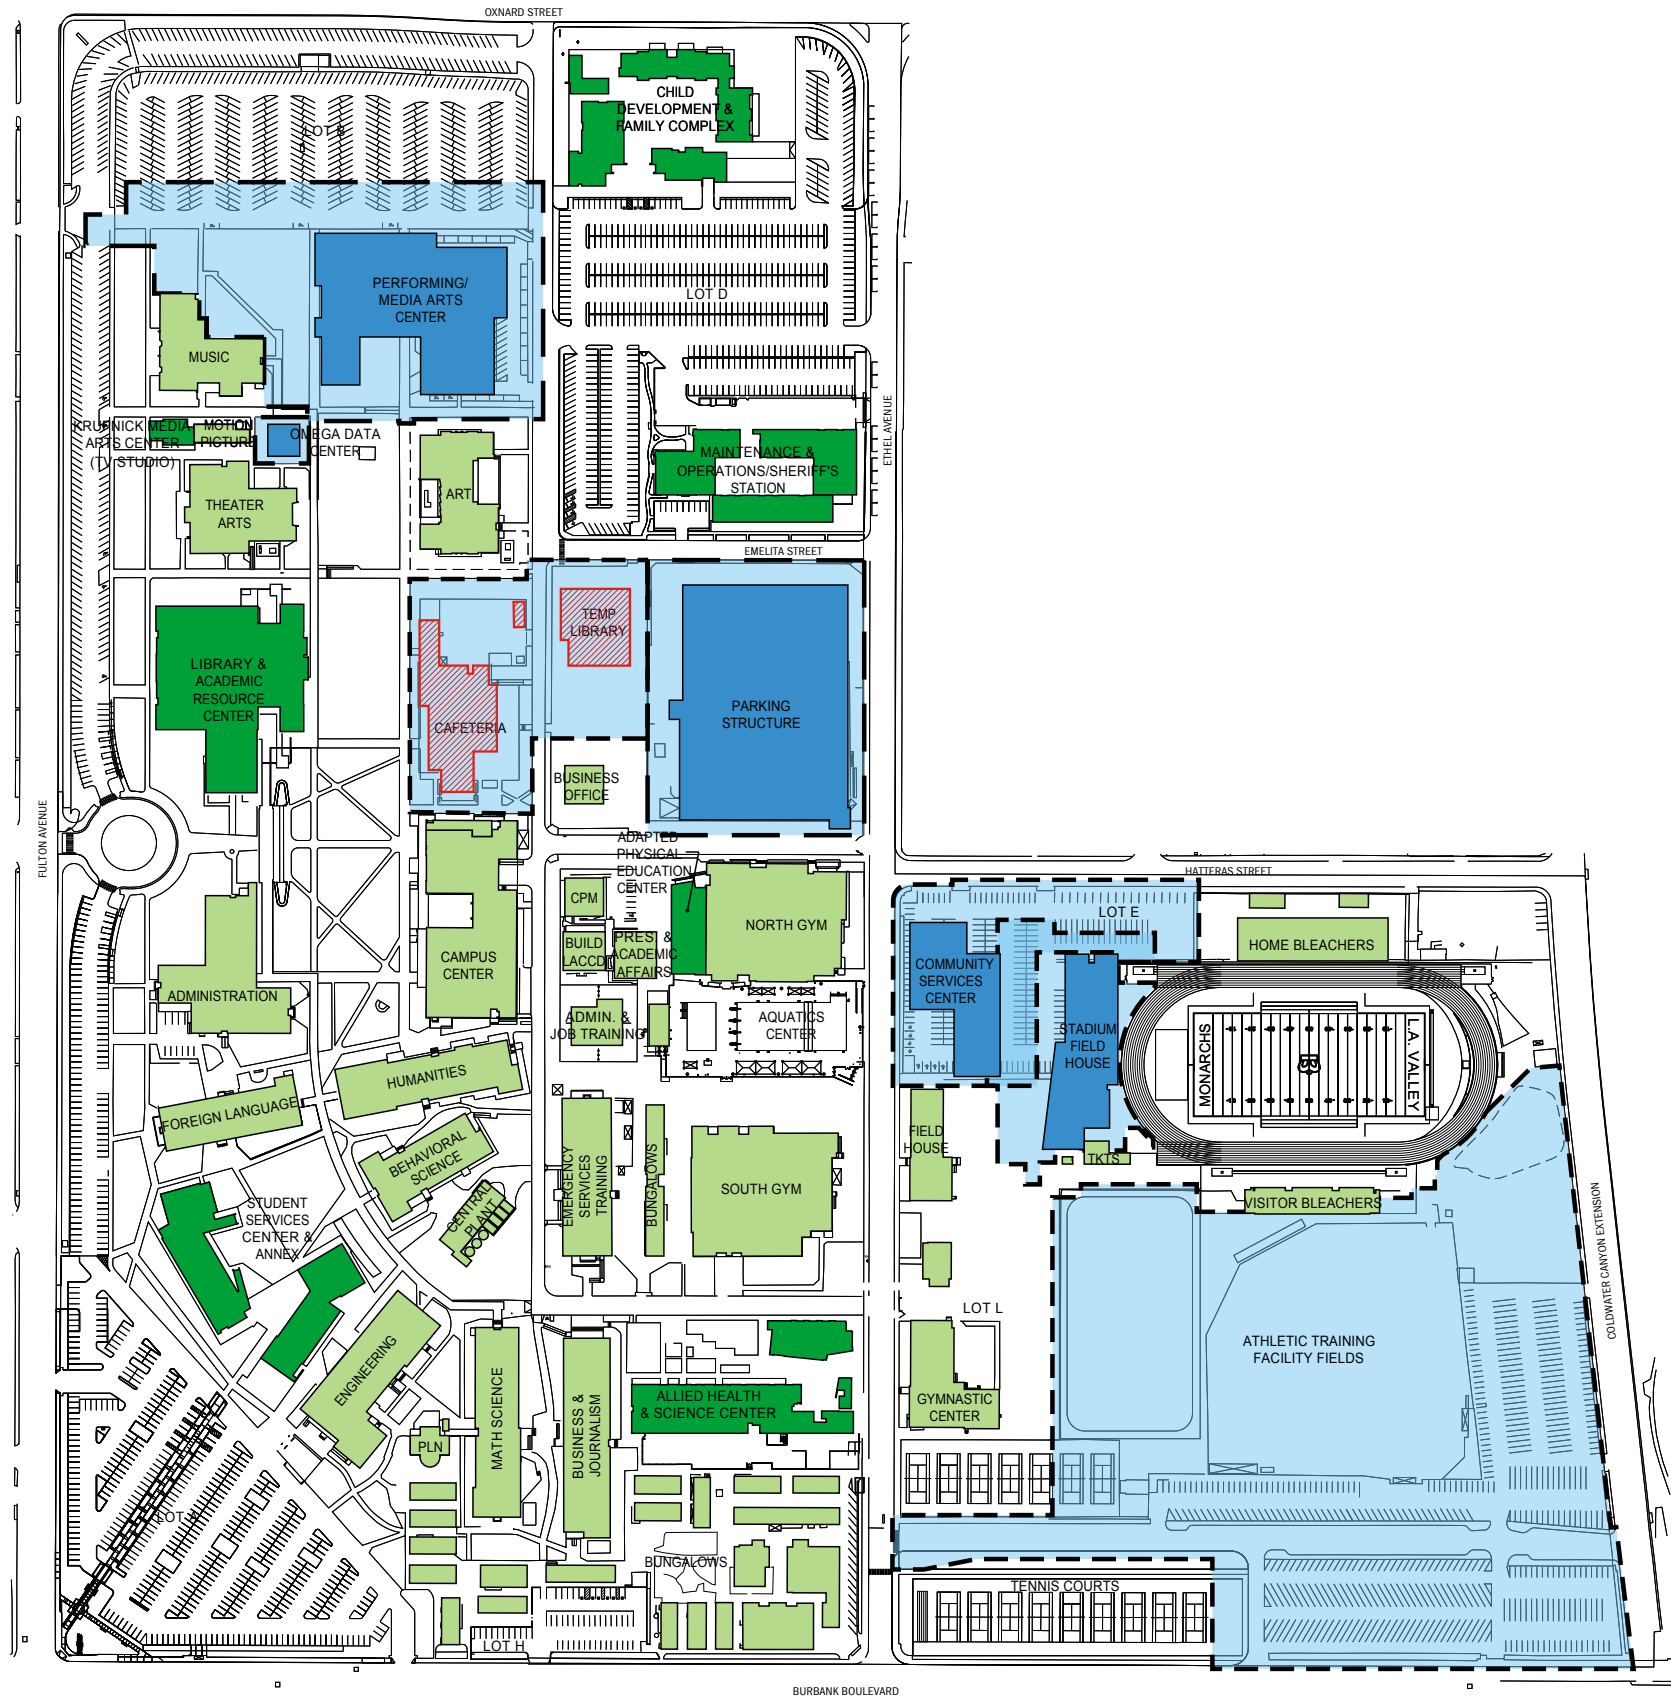 OXNARD STREET
CHILD
DEVELOPMENT &
FAMILY COMPLEX
LOT B
PERFORMING/
MEDIA ARTS
CENTER
LOT D
MUSIC
KRUPNICK MEDIA
ARTS CENTER
(TV STUDIO)
MOTION
PICTURE
OMEGA DATA
CENTER
ETHEL AVENUE
MAINTENANCE &
OPERATIONS/SHERIFF'S
STATION
ART
THEATER
ARTS
EMELITA STREET
TEMP
LIBRARY
LIBRARY &
ACADEMIC
RESOURCE
CENTER
CAFETERIA
PARKING
STRUCTURE
BUSINESS
OFFICE
FULTON AVENUE
ADAPTED
PHYSICAL
EDUCATION
CENTER
HATTERAS STREET
CPM
NORTH GYM
LOT E
HOME BLEACHERS
BUILD
LACCD
PRES. &
ACADEMIC
AFFAIRS
CAMPUS
CENTER
COMMUNITY
SERVICES
CENTER
ADMINISTRATION
ADMIN. &
JOB TRAINING
AQUATICS
CENTER
STADIUM
FIELD
HOUSE
MONARCHS
L.A. VALLEY
HUMANITIES
FOREIGN LANGUAGE
BEHAVIORAL
SCIENCE
FIELD
HOUSE
TKTS
EMERGENCY
SERVICES
TRAINING
BUNGALOWS
SOUTH GYM
CENTRAL
PLANT
VISITOR BLEACHERS
STUDENT
SERVICES
CENTER &
ANNEX
COLDWATER CANYON EXTENSION
LOT L
ATHLETIC TRAINING
FACILITY FIELDS
ENGINEERING
MATH SCIENCE
BUSINESS &
JOURNALISM
ALLIED HEALTH
& SCIENCE CENTER
GYMNASTIC
CENTER
PLN
LOT A
BUNGALOWS
TENNIS COURTS
LOT H
BURBANK BOULEVARD